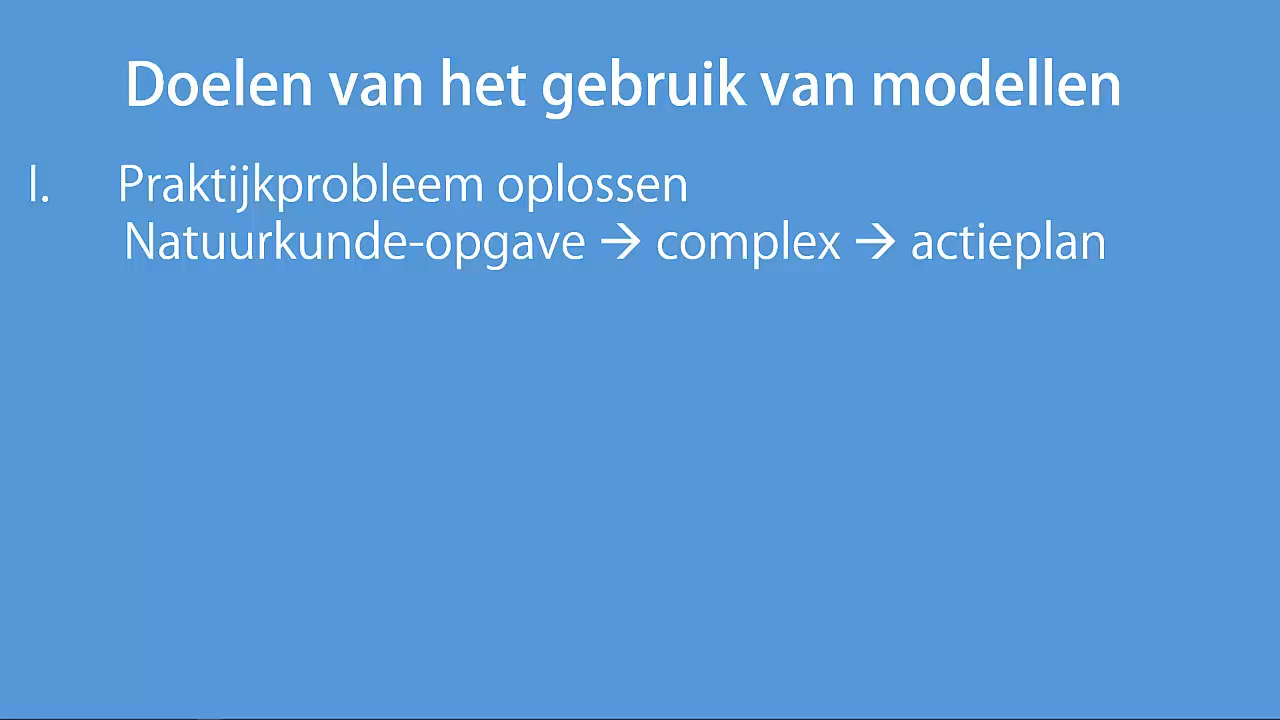 Doelen van het gebruik van modellen
I. Praktijkprobleem oplossen
Natuurkunde-opgave → complex → actieplan